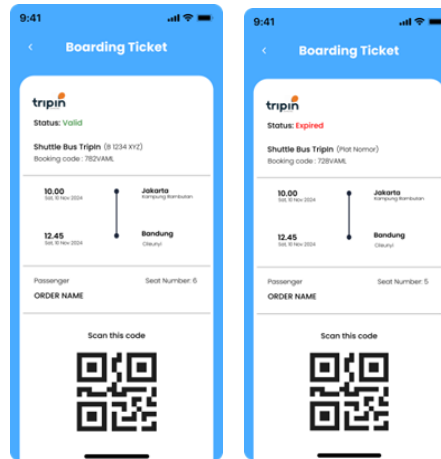 9:41
Boarding Ticket
tripin
Status: Valid
Shuttle Bus TripIn (B 1234 XYZ)
Booking code : 782VAML
10.00 Jakarta
Sat, 10 Nov 2024 Kampung Rambutan
12.45 Bandung
Sat, 10 Nov 2024 Cileunyi
Passenger Seat Number: 6
ORDER NAME
Scan this code
9:41
Boarding Ticket
tripin
Status: Expired
Shuttle Bus TripIn (Plat Nomor)
Booking code : 728VAML
10.00 Jakarta
Sat, 10 Nov 2024 Kampung Rambutan
12.45 Bandung
Sat, 10 Nov 2024 Cileunyi
Passenger Seat Number: 5
ORDER NAME
Scan this code